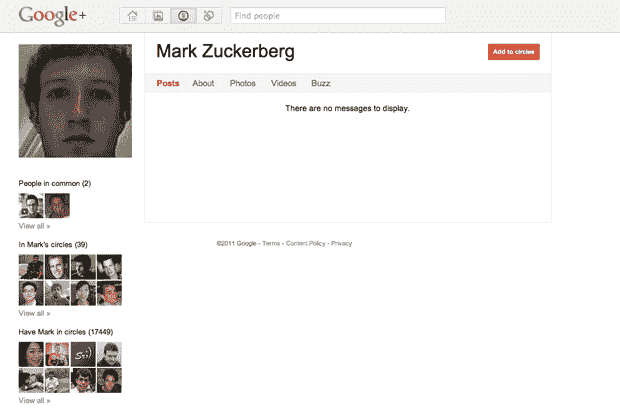 Google+
Find people
Mark Zuckerberg
Add to circles
Posts About Photos Videos Buzz
There are no messages to display.
People in common (2)
View all »
In Mark's circles (39)
View all »
Have Mark in circles (17449)
View all »
©2011 Google - Terms - Content Policy - Privacy